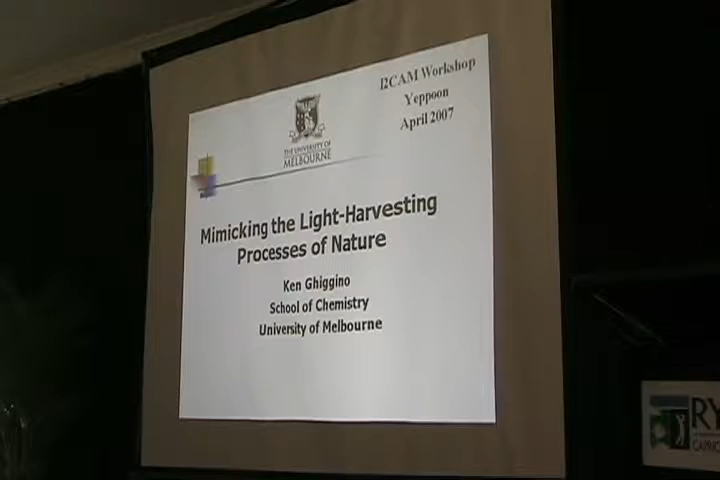 I2CAM Workshop
Yeppoon
April 2007
THE UNIVERSITY OF
MELBOURNE
Mimicking the Light-Harvesting
Processes of Nature
Ken Ghiggino
School of Chemistry
University of Melbourne
RY